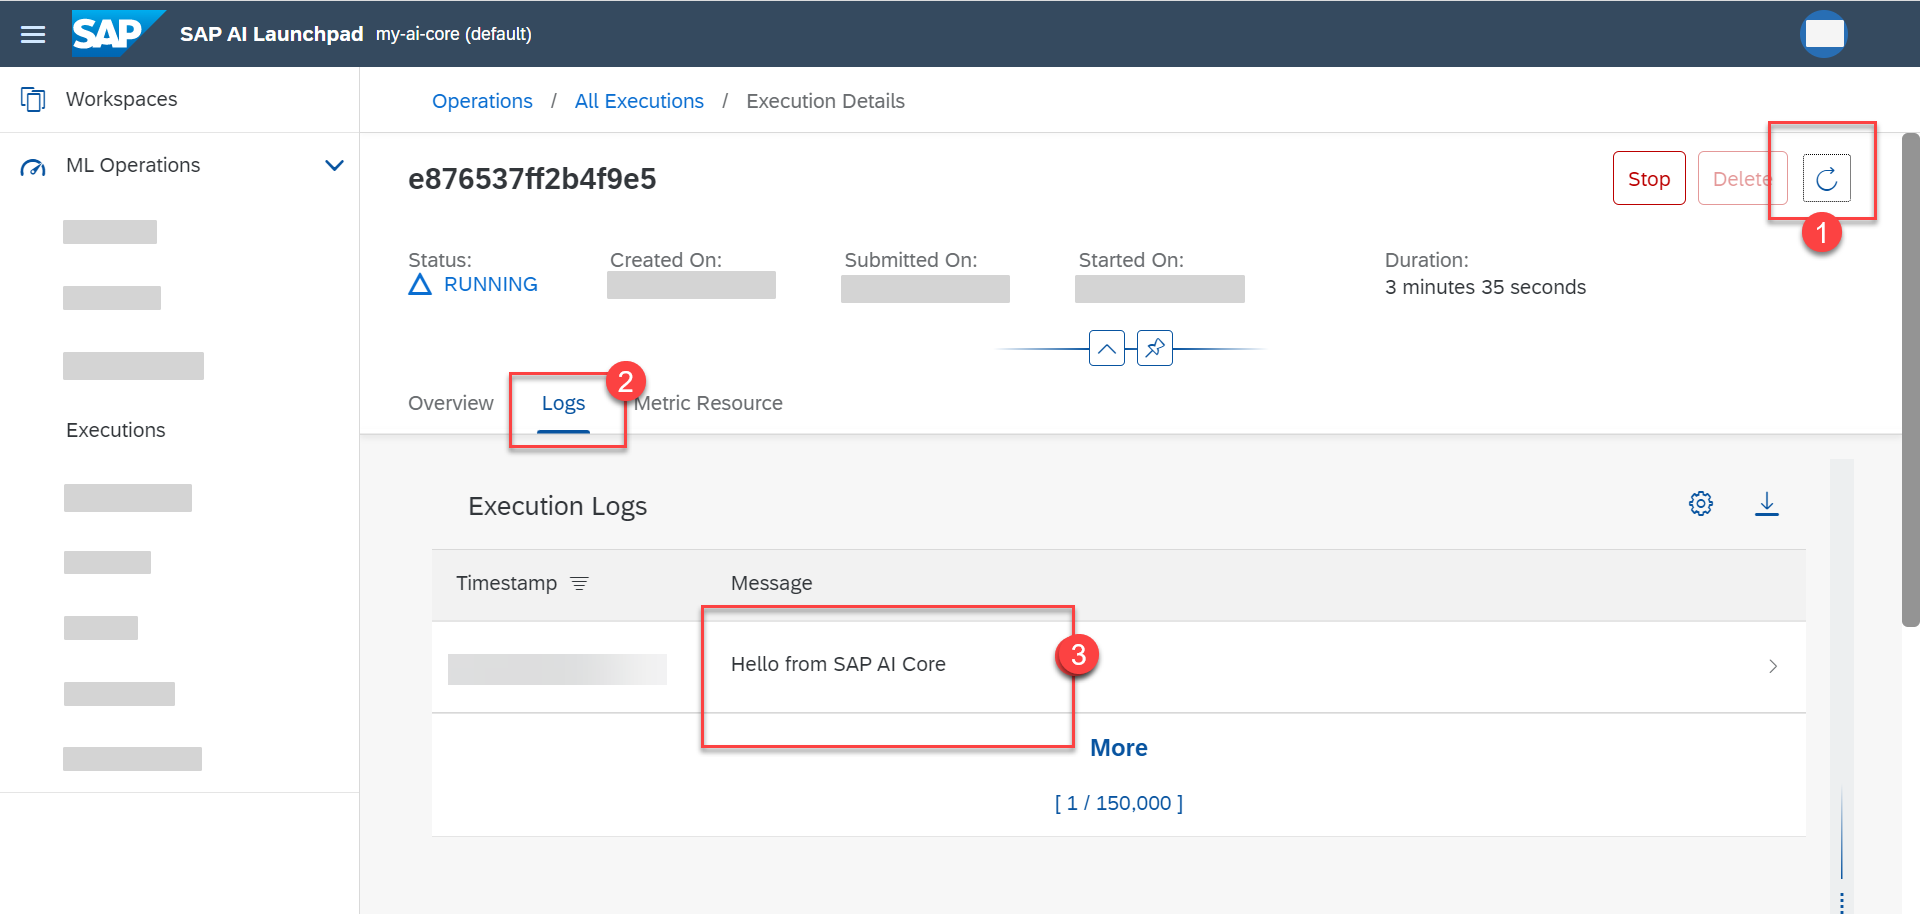 SAP SAP AI Launchpad my-ai-core (default)
Workspaces
Operations / All Executions / Execution Details
ML Operations
Executions
e876537ff2b4f9e5
Stop Delete
1
Status: Created On: Submitted On: Started On: Duration:
RUNNING 3 minutes 35 seconds
2
Overview Logs Metric Resource
Execution Logs
Timestamp Message
Hello from SAP AI Core
3
More
[ 1 / 150,000 ]